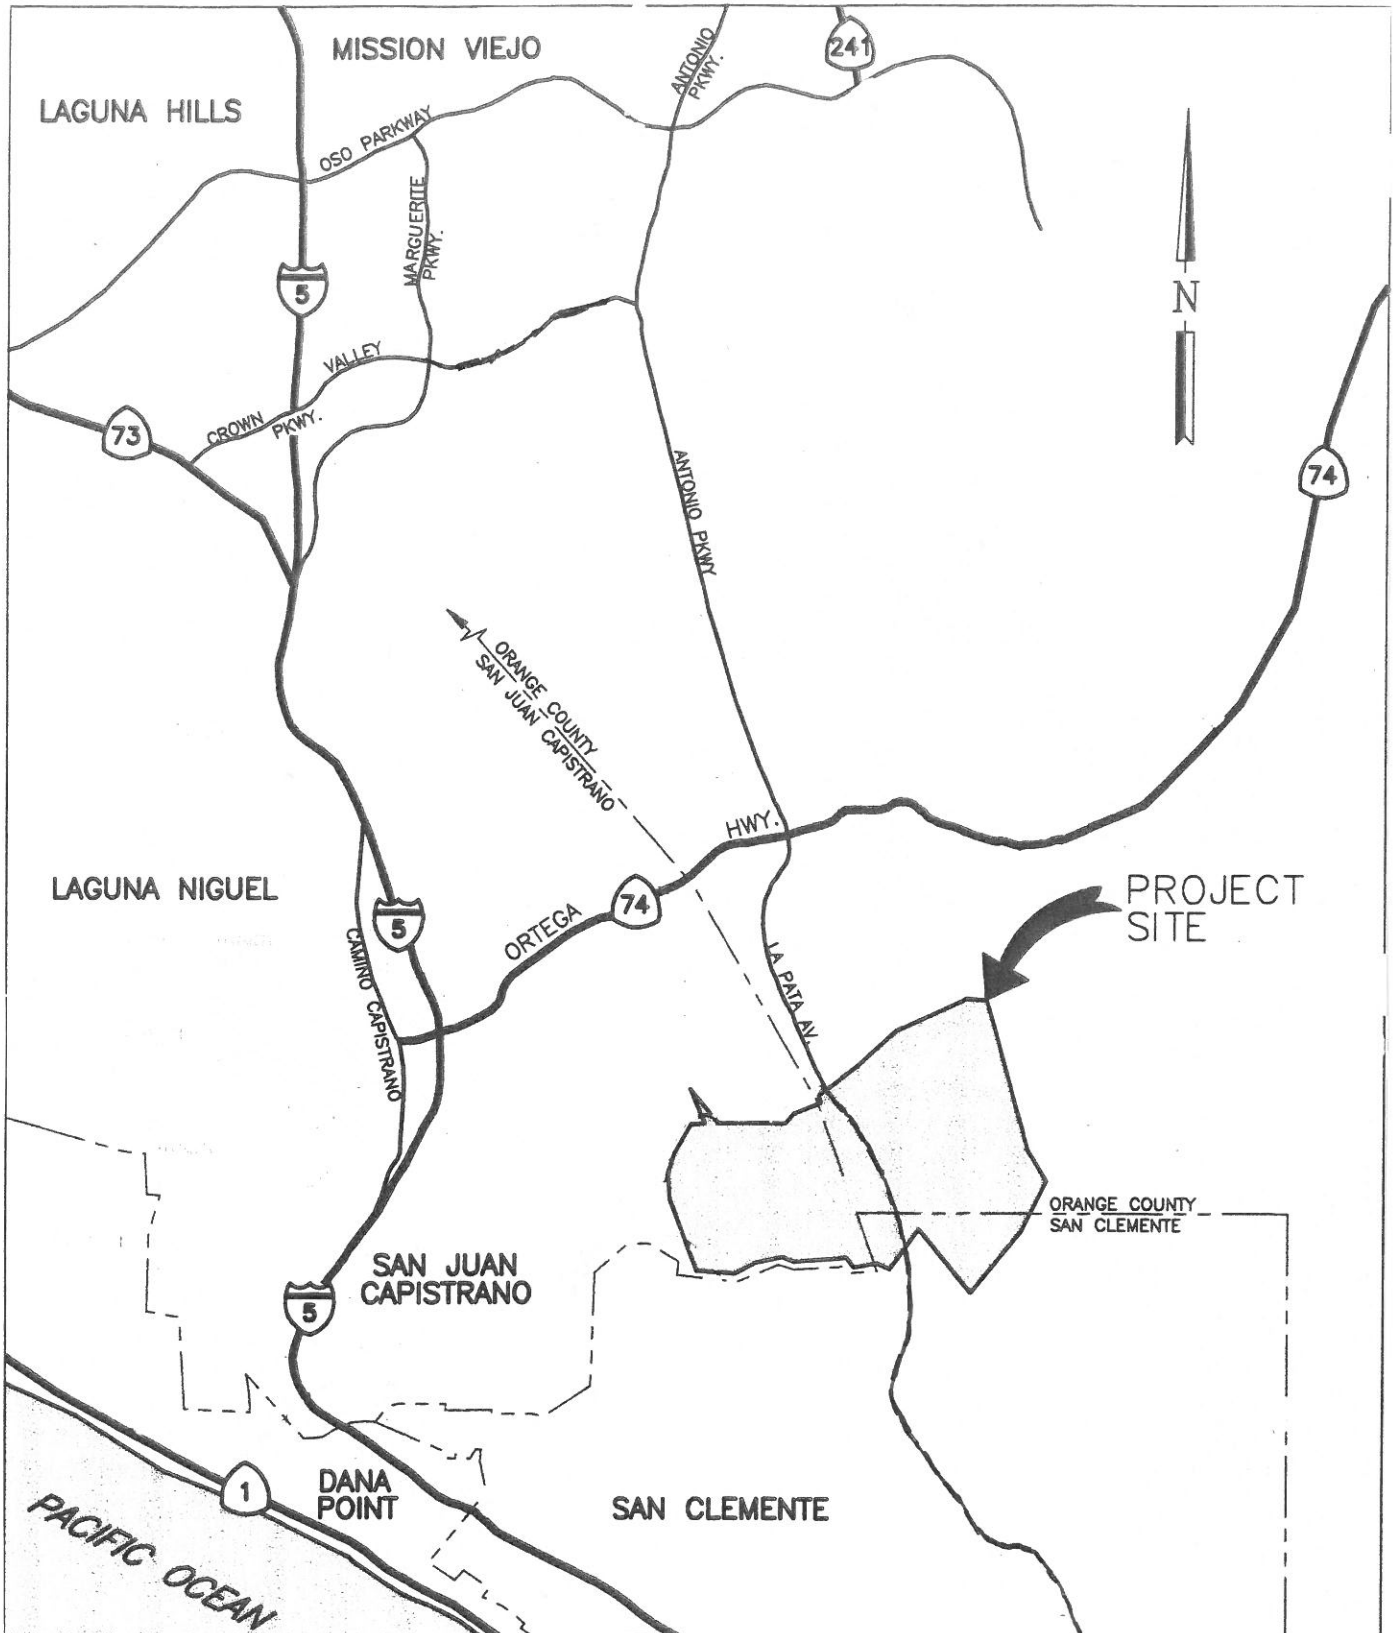 MISSION VIEJO
LAGUNA HILLS
ANTONIO
PKWY.
241
OSO PARKWAY
MARGUERITE
PKWY.
5
N
VALLEY
CROWN
PKWY.
73
74
ANTONIO PKWY
ORANGE COUNTY
SAN JUAN CAPISTRANO
HWY.
LAGUNA NIGUEL
5
74
ORTEGA
PROJECT
SITE
CAMINO CAPISTRANO
LA PATA AV.
ORANGE COUNTY
SAN CLEMENTE
SAN JUAN
CAPISTRANO
5
1
DANA
POINT
SAN CLEMENTE
PACIFIC OCEAN